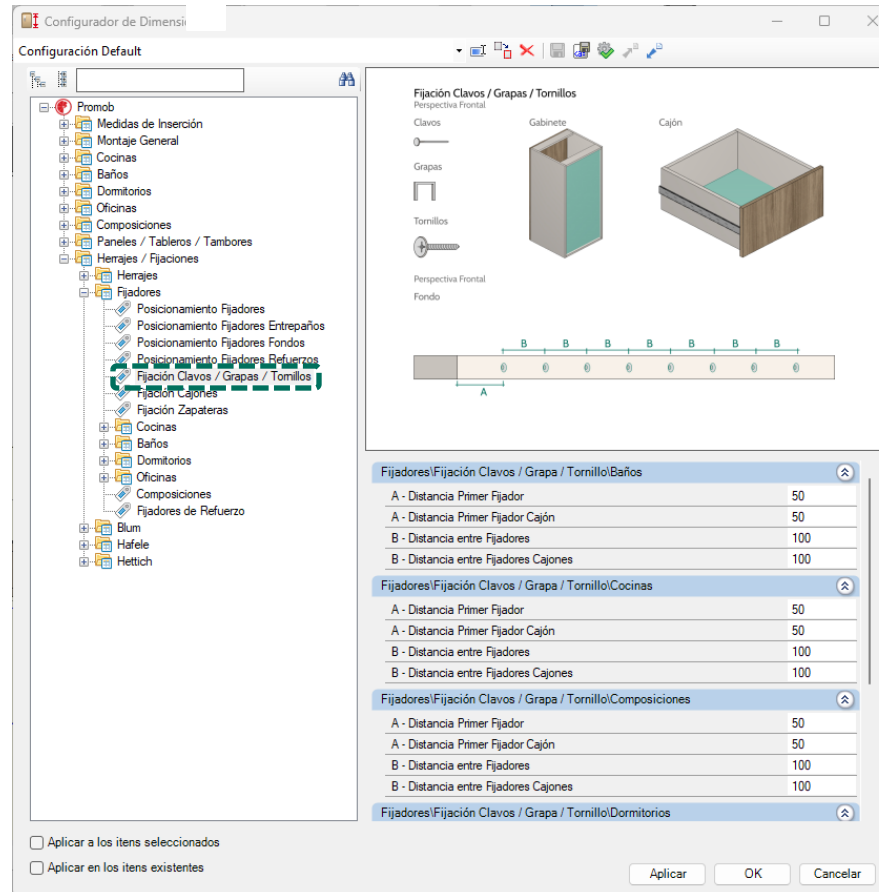 Configurador de Dimensi
Configuración Default
Promob
Medidas de Inserción
Montaje General
Cocinas
Baños
Dormitorios
Oficinas
Composiciones
Paneles / Tableros / Tambores
Herrajes / Fijaciones
Herrajes
Fijadores
Posicionamiento Fijadores
Posicionamiento Fijadores Entrepaños
Posicionamiento Fijadores Fondos
Posicionamiento Fijadores Refuerzos
Fijación Clavos / Grapas / Tornillos
Fijación Cajones
Fijación Zapateras
Cocinas
Baños
Dormitorios
Oficinas
Composiciones
Fijadores de Refuerzo
Blum
Hafele
Hettich
Fijación Clavos / Grapas / Tornillos
Perspectiva Frontal
Clavos Gabinete Cajón
Grapas
Tornillos
Perspectiva Frontal
Fondo
B B B B B B B
A
Fijadores\Fijación Clavos / Grapa / Tornillo\Baños
A - Distancia Primer Fijador 50
A - Distancia Primer Fijador Cajón 50
B - Distancia entre Fijadores 100
B - Distancia entre Fijadores Cajones 100
Fijadores\Fijación Clavos / Grapa / Tornillo\Cocinas
A - Distancia Primer Fijador 50
A - Distancia Primer Fijador Cajón 50
B - Distancia entre Fijadores 100
B - Distancia entre Fijadores Cajones 100
Fijadores\Fijación Clavos / Grapa / Tornillo\Composiciones
A - Distancia Primer Fijador 50
A - Distancia Primer Fijador Cajón 50
B - Distancia entre Fijadores 100
B - Distancia entre Fijadores Cajones 100
Fijadores\Fijación Clavos / Grapa / Tornillo\Dormitorios
Aplicar a los itens seleccionados
Aplicar en los itens existentes
Aplicar OK Cancelar